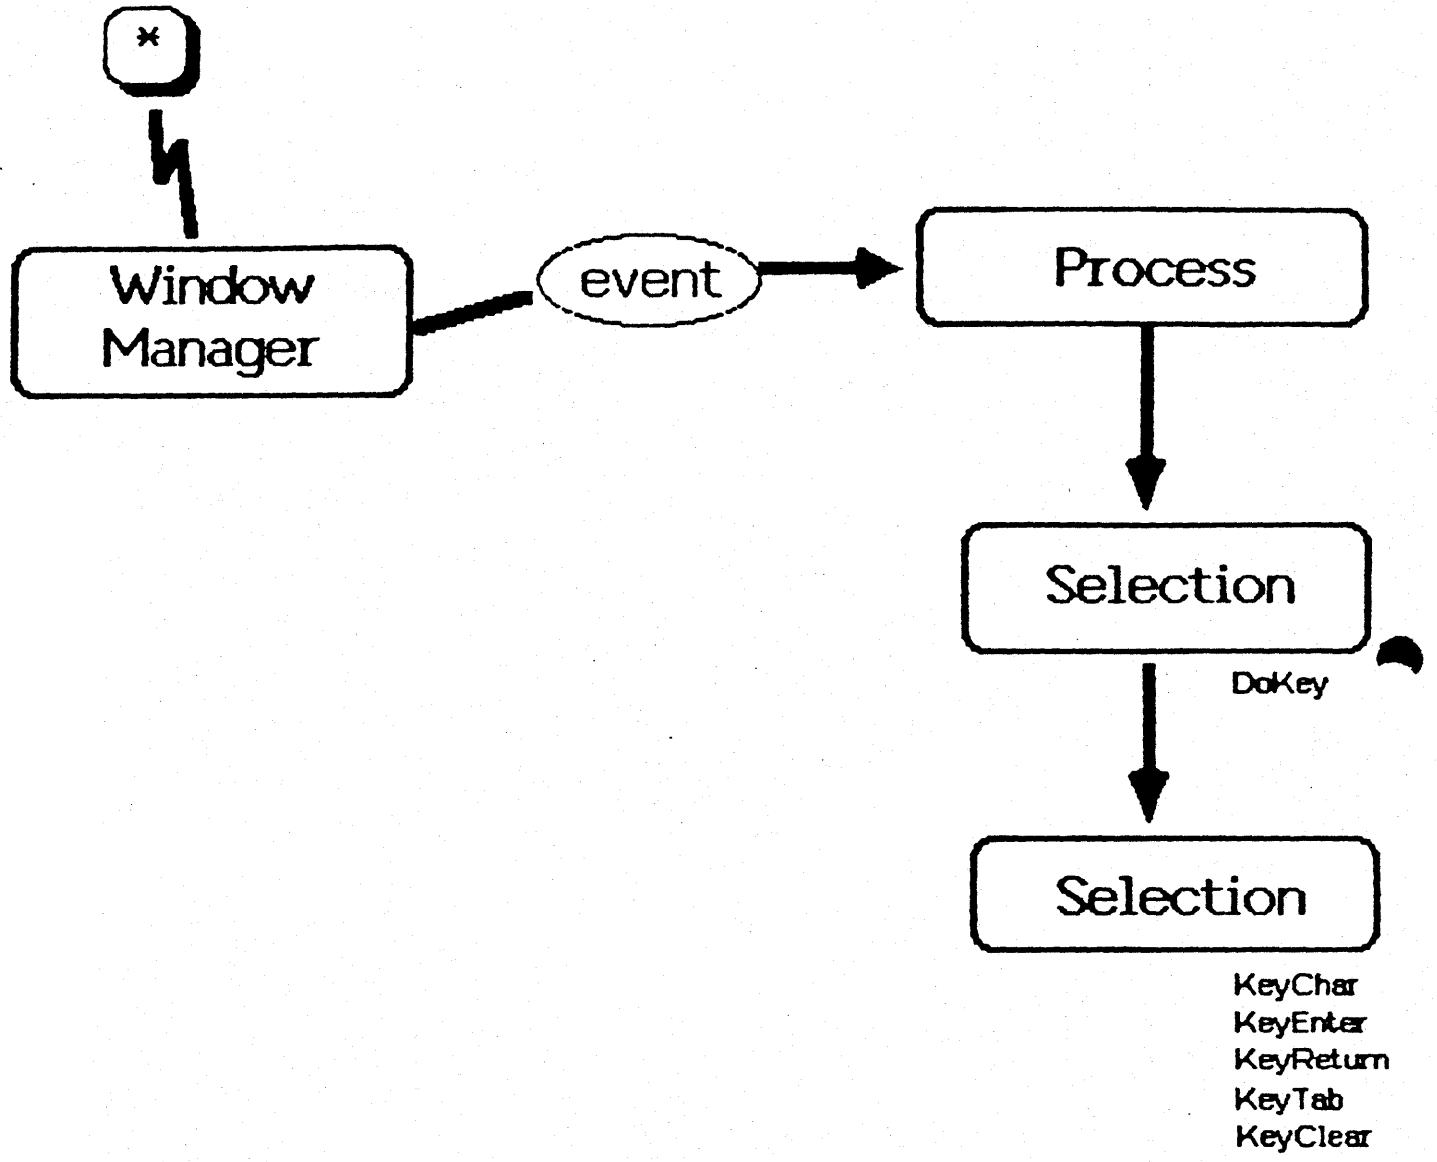 *
Window
Manager
event
Process
Selection
DoKey
Selection
KeyChar
KeyEnter
KeyReturn
KeyTab
KeyClear